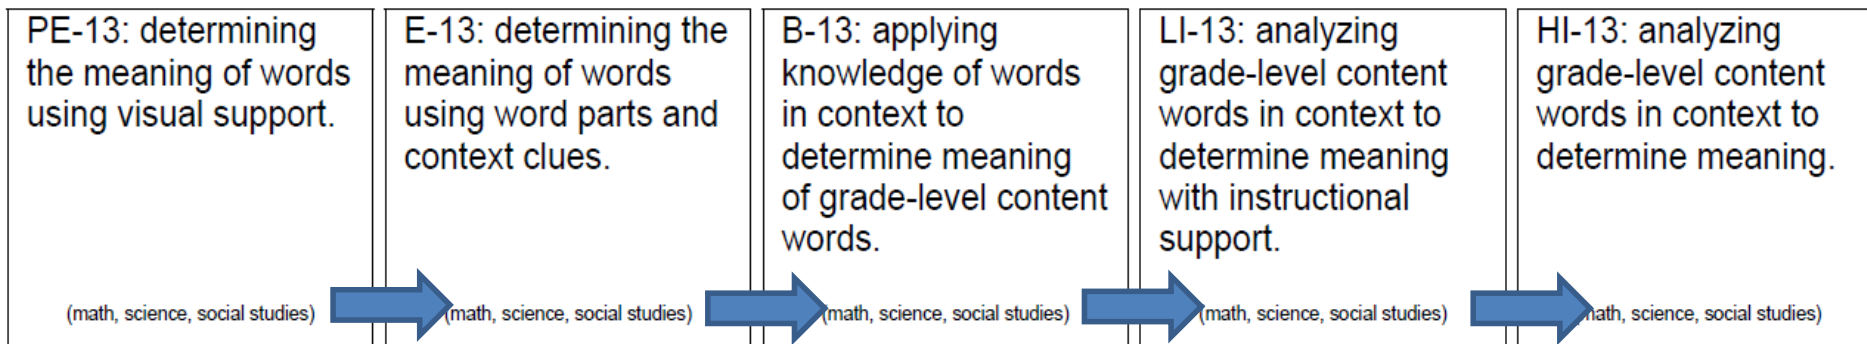 PE-13: determining
the meaning of words
using visual support.
(math, science, social studies)
E-13: determining the
meaning of words
using word parts and
context clues.
(math, science, social studies)
B-13: applying
knowledge of words
in context to
determine meaning
of grade-level content
words.
(math, science, social studies)
LI-13: analyzing
grade-level content
words in context to
determine meaning
with instructional
support.
(math, science, social studies)
HI-13: analyzing
grade-level content
words in context to
determine meaning.
(math, science, social studies)